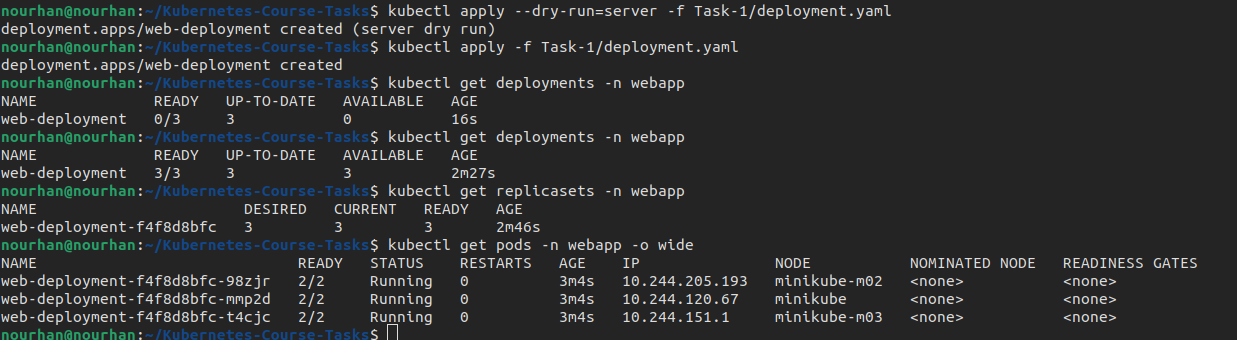 nourhan@nourhan:~/Kubernetes-Course-Tasks$ kubectl apply --dry-run=server -f Task-1/deployment.yaml
deployment.apps/web-deployment created (server dry run)
nourhan@nourhan:~/Kubernetes-Course-Tasks$ kubectl apply -f Task-1/deployment.yaml
deployment.apps/web-deployment created
nourhan@nourhan:~/Kubernetes-Course-Tasks$ kubectl get deployments -n webapp
NAME             READY   UP-TO-DATE   AVAILABLE   AGE
web-deployment   0/3     3            0           16s
nourhan@nourhan:~/Kubernetes-Course-Tasks$ kubectl get deployments -n webapp
NAME             READY   UP-TO-DATE   AVAILABLE   AGE
web-deployment   3/3     3            3           2m27s
nourhan@nourhan:~/Kubernetes-Course-Tasks$ kubectl get replicasets -n webapp
NAME                       DESIRED   CURRENT   READY   AGE
web-deployment-f4f8d8bfc   3         3         3       2m46s
nourhan@nourhan:~/Kubernetes-Course-Tasks$ kubectl get pods -n webapp -o wide
NAME                             READY   STATUS    RESTARTS   AGE    IP               NODE           NOMINATED NODE   READINESS GATES
web-deployment-f4f8d8bfc-98zjr   2/2     Running   0          3m4s   10.244.205.193   minikube-m02   <none>           <none>
web-deployment-f4f8d8bfc-mmp2d   2/2     Running   0          3m4s   10.244.120.67    minikube       <none>           <none>
web-deployment-f4f8d8bfc-t4cjc   2/2     Running   0          3m4s   10.244.151.1     minikube-m03   <none>           <none>
nourhan@nourhan:~/Kubernetes-Course-Tasks$